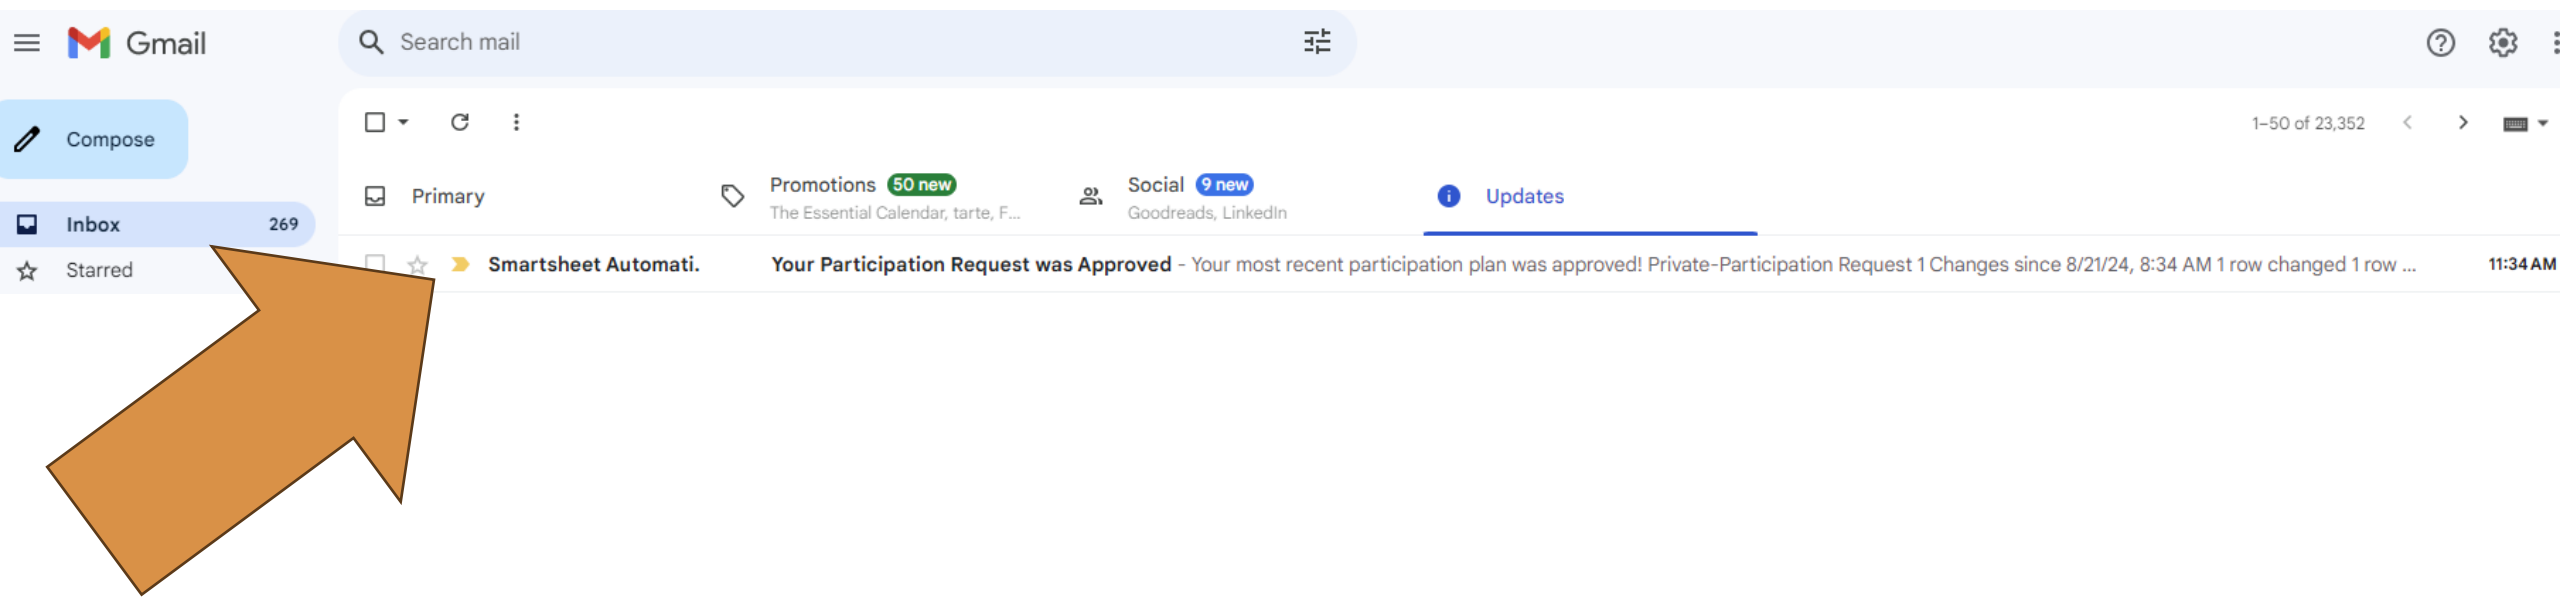 Gmail
Search mail
Compose
1–50 of 23,352
Primary
Promotions 50 new
The Essential Calendar, tarte, F...
Social 9 new
Goodreads, LinkedIn
Updates
Inbox 269
Starred
Smartsheet Automati. Your Participation Request was Approved - Your most recent participation plan was approved! Private-Participation Request 1 Changes since 8/21/24, 8:34 AM 1 row changed 1 row ... 11:34 AM